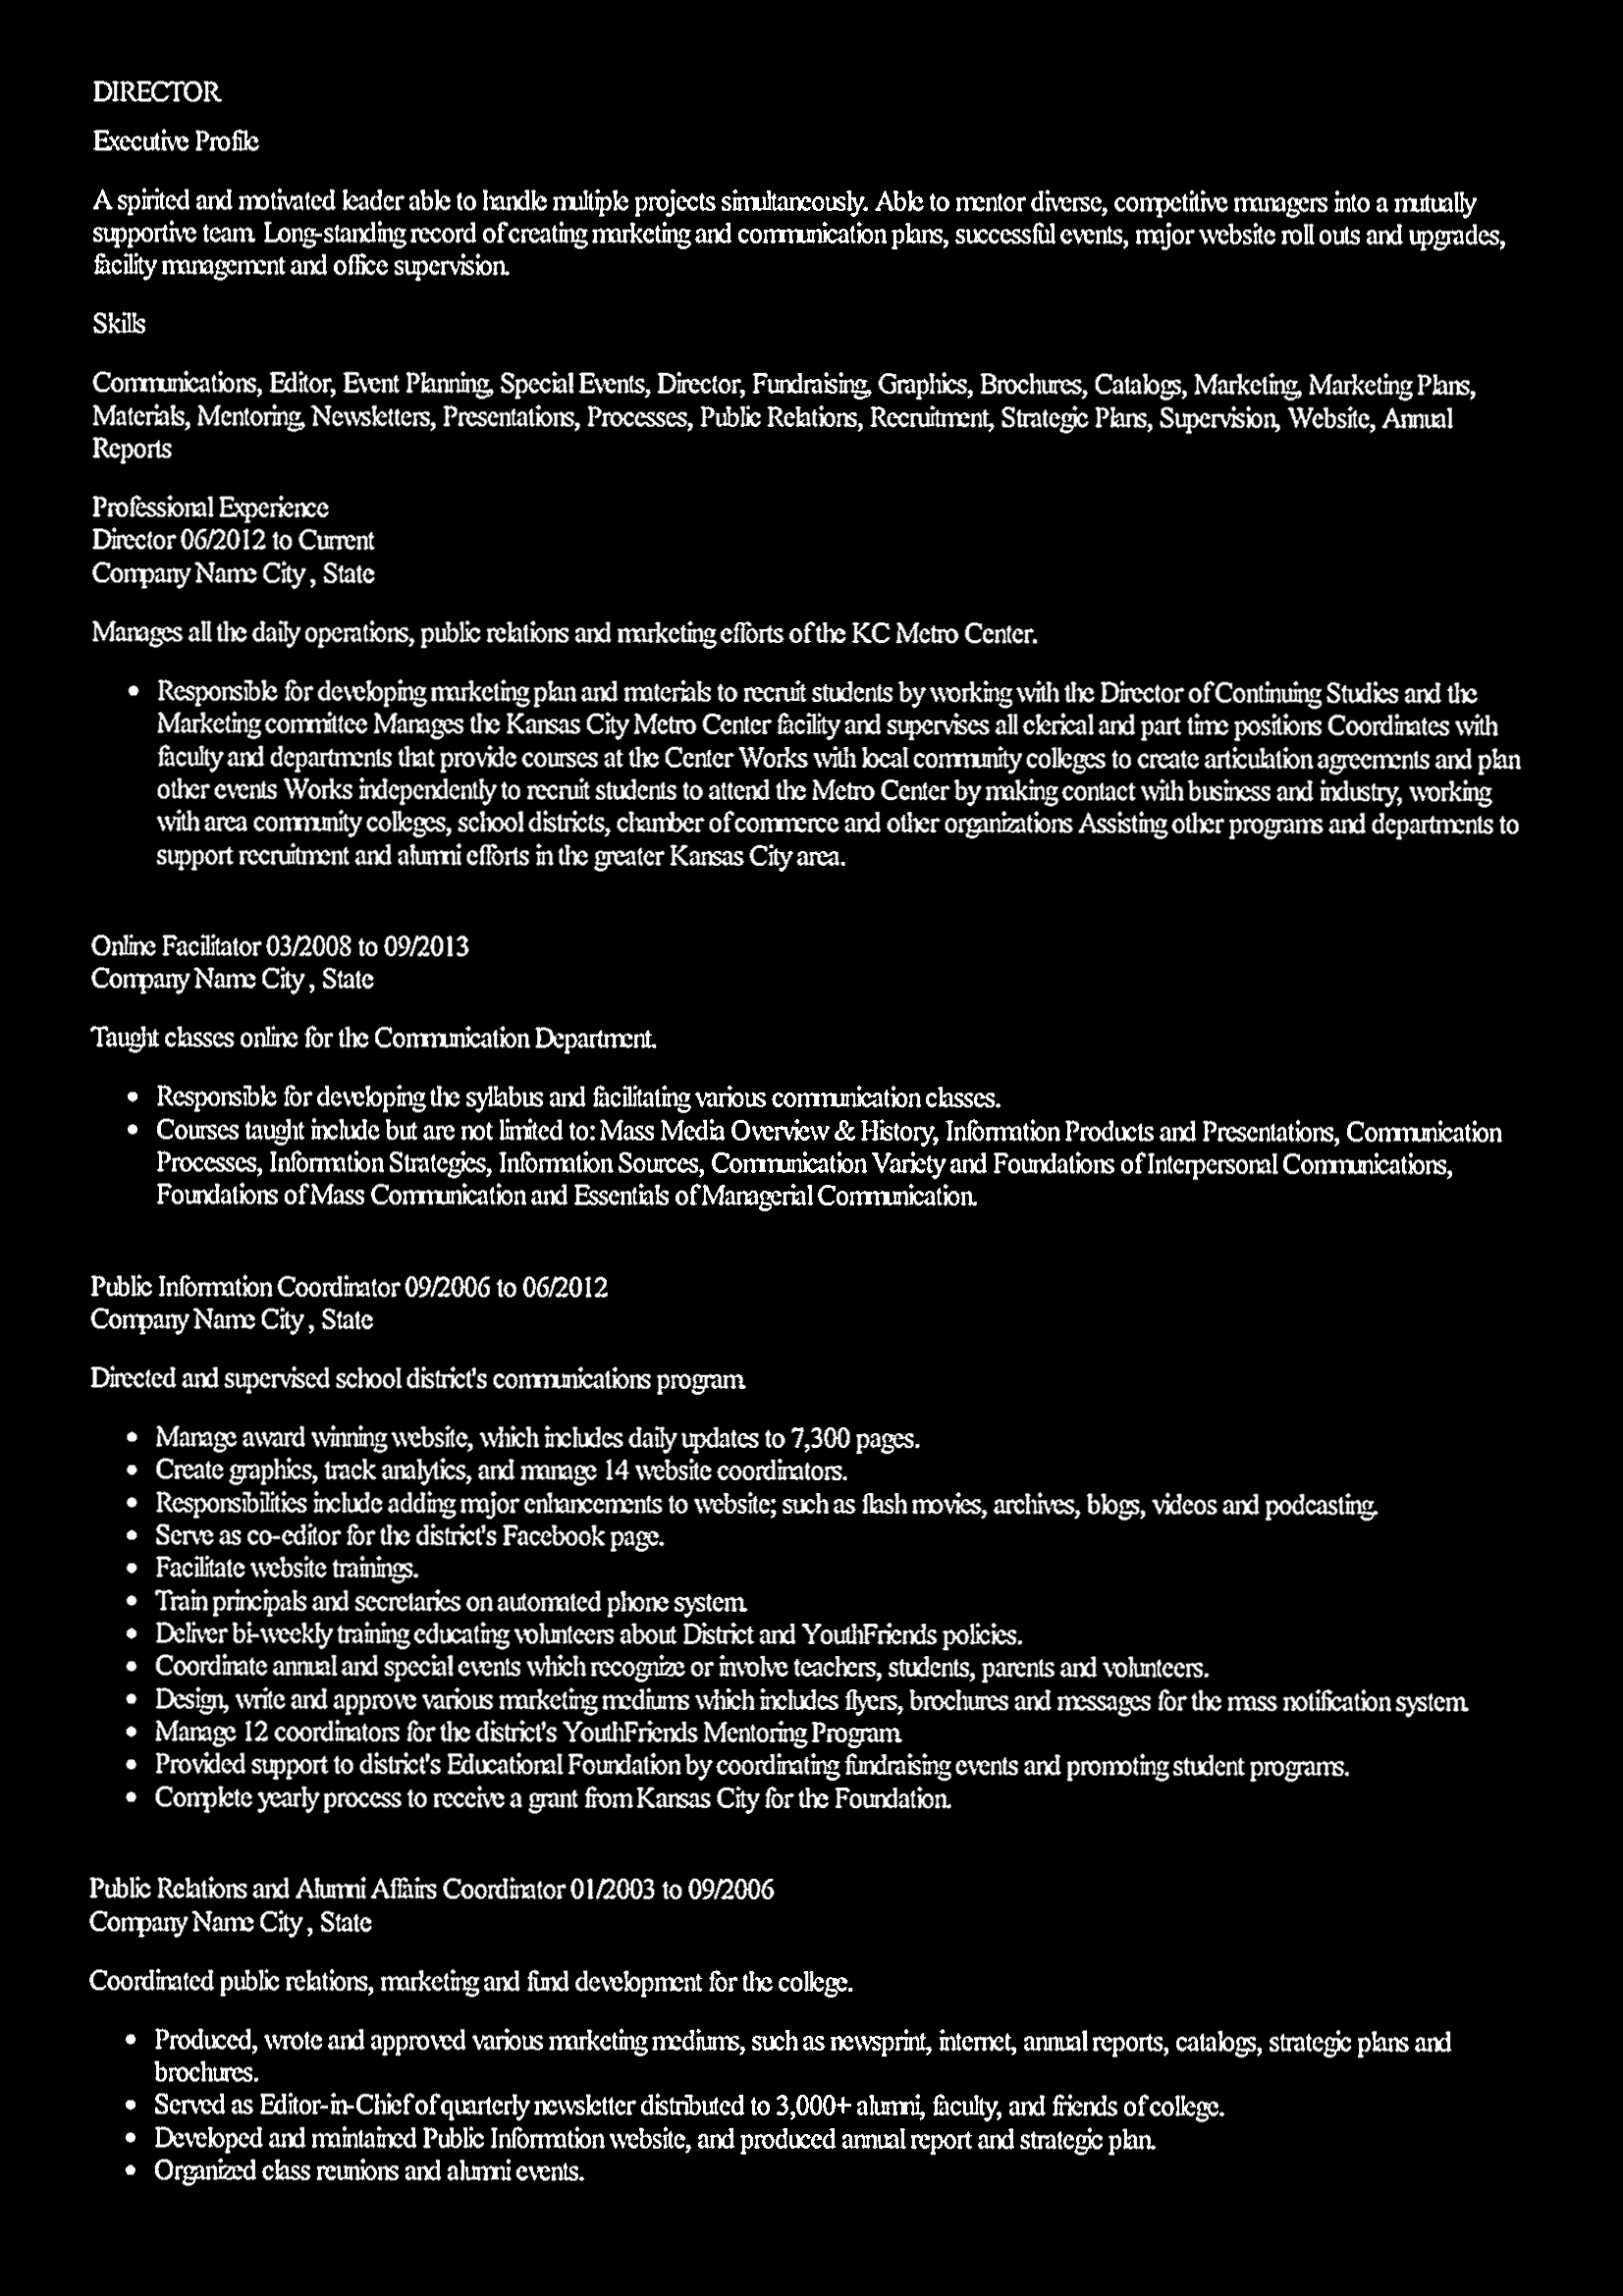 DIRECTOR
Executive Profile
A spirited and motivated leader able to handle multiple projects simultaneously. Able to mentor diverse, competitive managers into a mutually
supportive team. Long-standing record of creating marketing and communication plans, successful events, major website roll outs and upgrades,
facility management and office supervision.
Skills
Communications, Editor, Event Planning, Special Events, Director, Fundraising, Graphics, Brochures, Catalogs, Marketing, Marketing Plans,
Materials, Mentoring, Newsletters, Presentations, Processes, Public Relations, Recruitment, Strategic Plans, Supervision, Website, Annual
Reports
Professional Experience
Director 06/2012 to Current
Company Name City , State
Manages all the daily operations, public relations and marketing efforts of the KC Metro Center.
• Responsible for developing marketing plan and materials to recruit students by working with the Director of Continuing Studies and the
Marketing committee Manages the Kansas City Metro Center facility and supervises all clerical and part time positions Coordinates with
faculty and departments that provide courses at the Center Works with local community colleges to create articulation agreements and plan
other events Works independently to recruit students to attend the Metro Center by making contact with business and industry, working
with area community colleges, school districts, chamber of commerce and other organizations Assisting other programs and departments to
support recruitment and alumni efforts in the greater Kansas City area.
Online Facilitator 03/2008 to 09/2013
Company Name City , State
Taught classes online for the Communication Department.
• Responsible for developing the syllabus and facilitating various communication classes.
• Courses taught include but are not limited to: Mass Media Overview & History, Information Products and Presentations, Communication
Processes, Information Strategies, Information Sources, Communication Variety and Foundations of Interpersonal Communications,
Foundations of Mass Communication and Essentials of Managerial Communication.
Public Information Coordinator 09/2006 to 06/2012
Company Name City , State
Directed and supervised school district's communications program.
• Manage award winning website, which includes daily updates to 7,300 pages.
• Create graphics, track analytics, and manage 14 website coordinators.
• Responsibilities include adding major enhancements to website; such as flash movies, archives, blogs, videos and podcasting.
• Serve as co-editor for the district's Facebook page.
• Facilitate website trainings.
• Train principals and secretaries on automated phone system.
• Deliver bi-weekly training educating volunteers about District and YouthFriends policies.
• Coordinate annual and special events which recognize or involve teachers, students, parents and volunteers.
• Design, write and approve various marketing mediums which includes flyers, brochures and messages for the mass notification system.
• Manage 12 coordinators for the district's YouthFriends Mentoring Program.
• Provided support to district's Educational Foundation by coordinating fundraising events and promoting student programs.
• Complete yearly process to receive a grant from Kansas City for the Foundation.
Public Relations and Alumni Affairs Coordinator 01/2003 to 09/2006
Company Name City , State
Coordinated public relations, marketing and fund development for the college.
• Produced, wrote and approved various marketing mediums, such as newsprint, internet, annual reports, catalogs, strategic plans and
brochures.
• Served as Editor-in-Chief of quarterly newsletter distributed to 3,000+ alumni, faculty, and friends of college.
• Developed and maintained Public Information website, and produced annual report and strategic plan.
• Organized class reunions and alumni events.